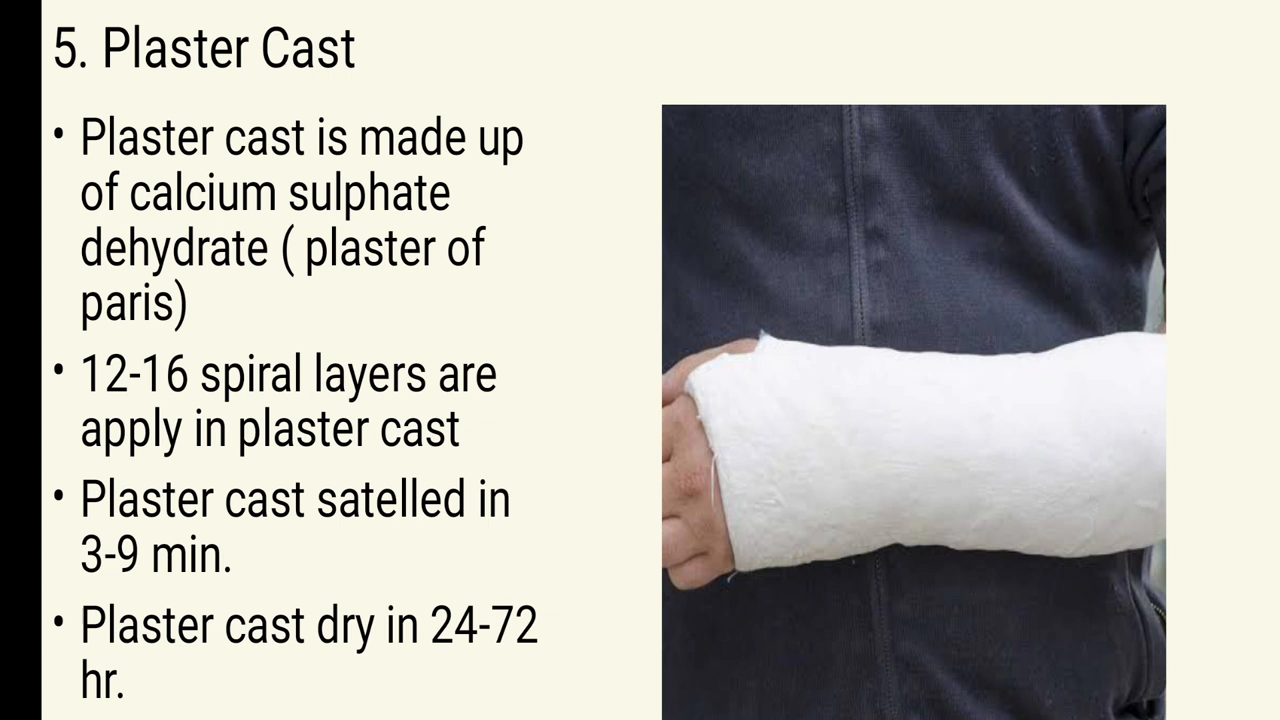 5. Plaster Cast
• Plaster cast is made up
of calcium sulphate
dehydrate ( plaster of
paris)
• 12-16 spiral layers are
apply in plaster cast
• Plaster cast satelled in
3-9 min.
• Plaster cast dry in 24-72
hr.